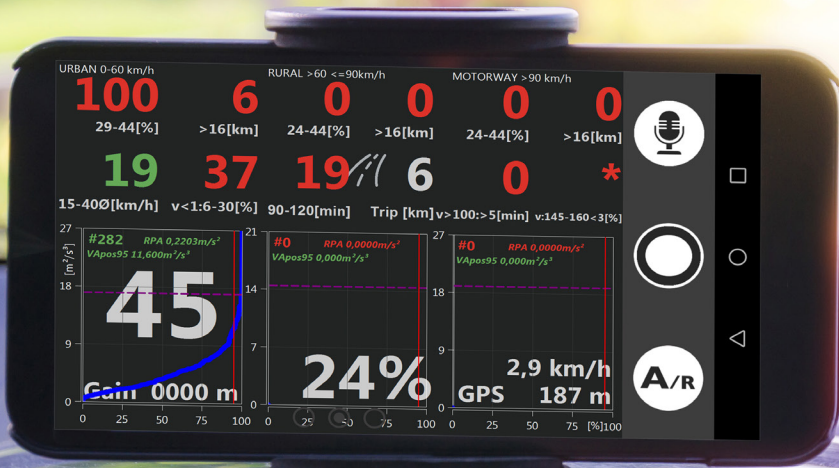 URBAN 0-60 km/h
RURAL >60 <=90km/h
MOTORWAY >90 km/h
100 6 0 0 0 0
29-44[%] >16[km] 24-44[%] >16[km] 24-44[%] >16[km]
19 37 19 6 0 *
15-40Ø[km/h] v<1:6-30[%] 90-120[min] Trip [km] v>100:>5[min] v:145-160<3[%]
27
[m²/s³]
18
9
0
#282 RPA 0,2203m/s²
VApos95 11,600m²/s³
45
Gain 0000 m
0 25 50 75 100
21
14
7
0
#0 RPA 0,0000m/s²
VApos95 0,000m²/s³
24%
0 25 50 75 100
27
18
9
0
#0 RPA 0,0000m/s²
VApos95 0,000m²/s³
2,9 km/h
GPS 187 m
0 25 50 75 [%]100
A/R